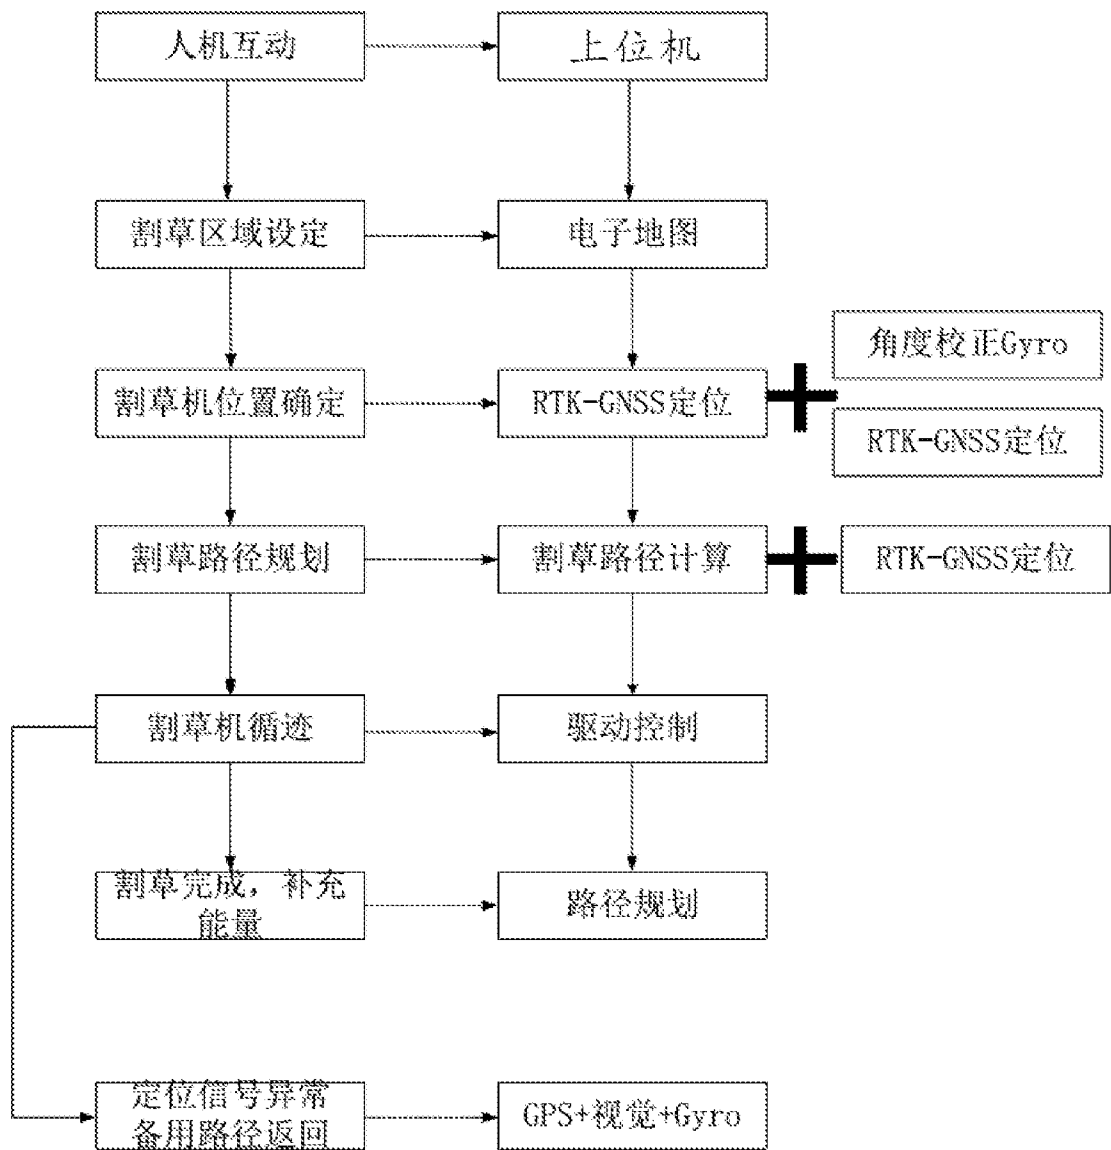 人机互动
上位机
割草区域设定
电子地图
角度校正Gyro
割草机位置确定
RTK-GNSS定位
RTK-GNSS定位
割草路径规划
割草路径计算
RTK-GNSS定位
割草机循迹
驱动控制
割草完成，补充
能量
路径规划
定位信号异常
备用路径返回
GPS+视觉+Gyro